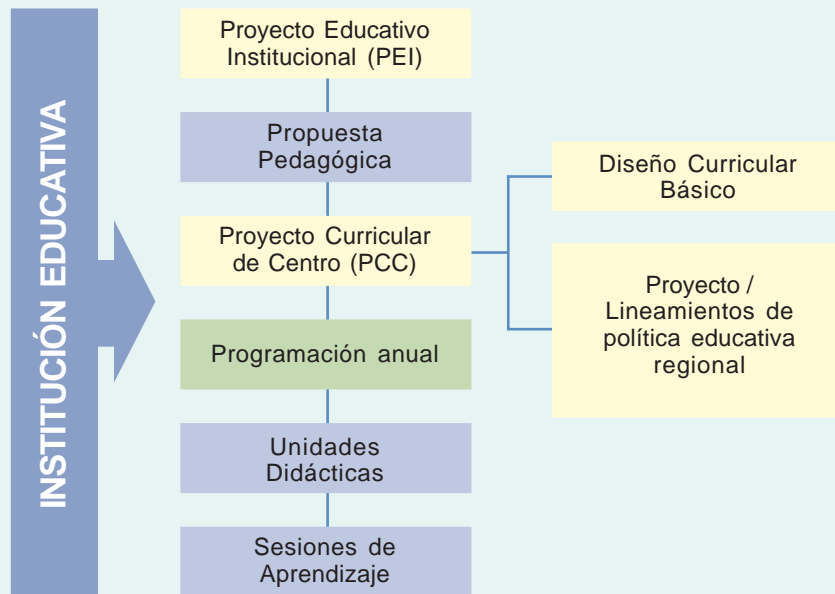 INSTITUCIÓN EDUCATIVA
Proyecto Educativo
Institucional (PEI)
Propuesta
Pedagógica
Proyecto Curricular
de Centro (PCC)
Programación anual
Unidades
Didácticas
Sesiones de
Aprendizaje
Diseño Curricular
Básico
Proyecto /
Lineamientos de
política educativa
regional